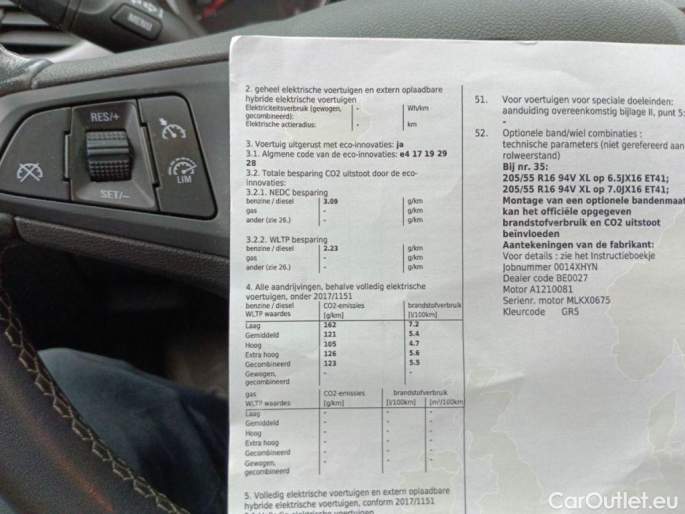 MENU
RES/+
SET/-
LIM
2. geheel elektrische voertuigen en extern oplaadbare
hybride elektrische voertuigen
Elektriciteitsverbruik (gewogen, - Wh/km
gecombineerd):
Elektrische actieradius: - km
3. Voertuig uitgerust met eco-innovaties: ja
3.1. Algmene code van de eco-innovaties: e4 17 19 29
28
3.2. Totale besparing CO2 uitstoot door de eco-
innovaties:
3.2.1. NEDC besparing
benzine / diesel 3.09 g/km
gas - g/km
ander (zie 26.) - g/km
3.2.2. WLTP besparing
benzine / diesel 2.23 g/km
gas - g/km
ander (zie 26.) - g/km
4. Alle aandrijvingen, behalve volledig elektrische
voertuigen, onder 2017/1151
benzine / diesel CO2-emissies brandstofverbruik
WLTP waardes [g/km] [l/100km]
Laag 162 7.2
Gemiddeld 121 5.4
Hoog 105 4.7
Extra hoog 126 5.6
Gecombineerd 123 5.5
Gewogen, - -
gecombineerd
gas CO2-emissies brandstofverbruik
WLTP waardes [g/km] [l/100km] [m³/100km]
Laag - - -
Gemiddeld - - -
Hoog - - -
Extra hoog - - -
Gecombineerd - - -
Gewogen, - - -
gecombineerd
5. Volledig elektrische voertuigen en extern oplaadbare
hybride elektrische voertuigen, conform 2017/1151
51. Voor voertuigen voor speciale doeleinden:
aanduiding overeenkomstig bijlage II, punt 5:
-
52. Optionele band/wiel combinaties :
technische parameters (niet gerefereerd aan
rolweerstand)
Bij nr. 35:
205/55 R16 94V XL op 6.5JX16 ET41;
205/55 R16 94V XL op 7.0JX16 ET41;
Montage van een optionele bandenmaat
kan het officiële opgegeven
brandstofverbruik en CO2 uitstoot
beïnvloeden
Aantekeningen van de fabrikant:
Voor details : zie het Instructieboekje
Jobnummer 0014XHYN
Dealer code BE0027
Motor A1210081
Serienr. motor MLKX0675
Kleurcode GR5
CarOutlet.eu